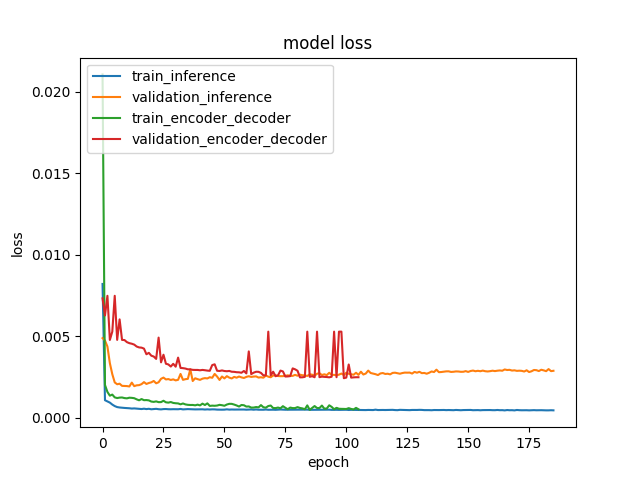 model loss
train_inference
validation_inference
train_encoder_decoder
validation_encoder_decoder
0.020
0.015
0.010
0.005
0.000
loss
0 25 50 75 100 125 150 175
epoch